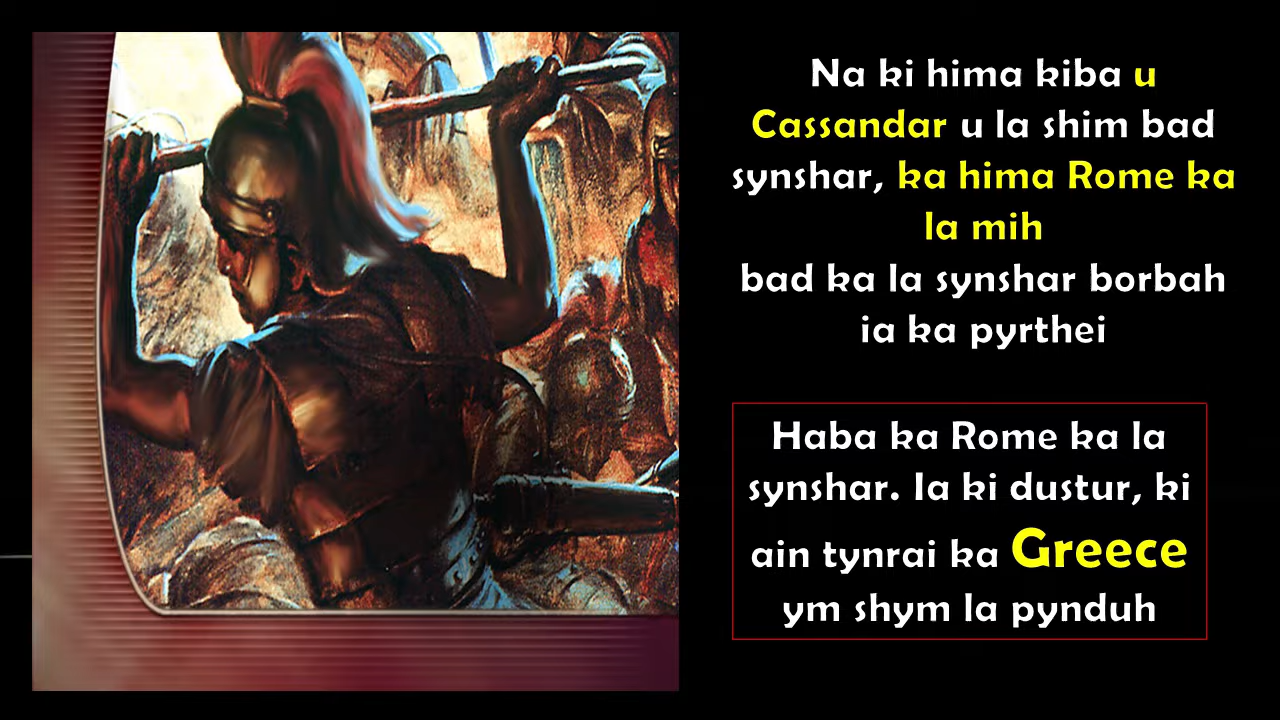 Na ki hima kiba u
Cassandar u la shim bad
synshar, ka hima Rome ka
la mih
bad ka la synshar borbah
ia ka pyrthei
Haba ka Rome ka la
synshar. Ia ki dustur, ki
ain tynrai ka Greece
ym shym la pynduh